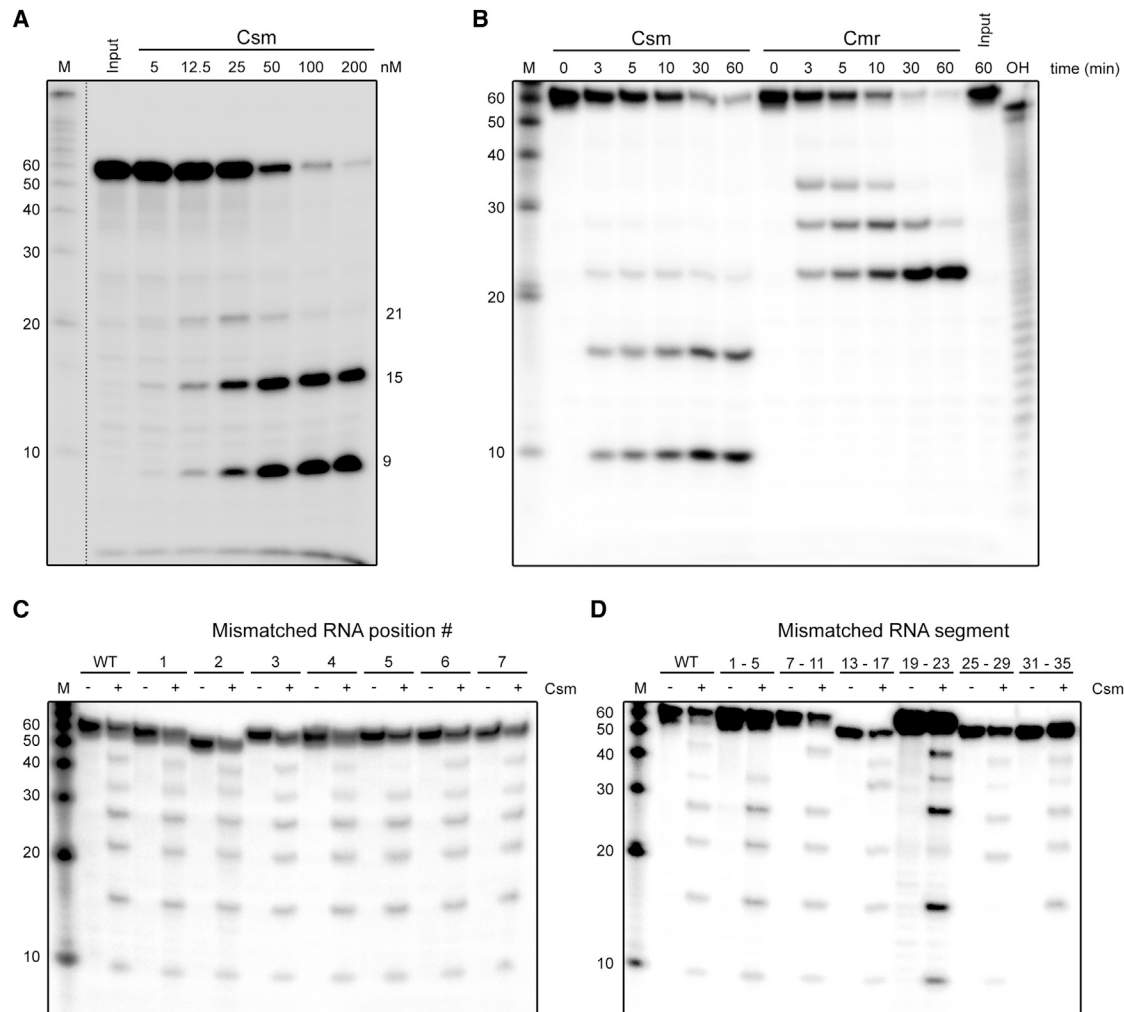 A
Csm
M Input 5 12.5 25 50 100 200 nM
60
50
40
30
20
10
21
15
9
B
Csm Cmr
M 0 3 5 10 30 60 0 3 5 10 30 60 Input 60 OH time (min)
60
50
40
30
20
10
C
Mismatched RNA position #
WT 1 2 3 4 5 6 7
M - + - + - + - + - + - + - + - + Csm
60
50
40
30
20
10
D
Mismatched RNA segment
WT 1 - 5 7 - 11 13 - 17 19 - 23 25 - 29 31 - 35
M - + - + - + - + - + - + - + Csm
60
50
40
30
20
10